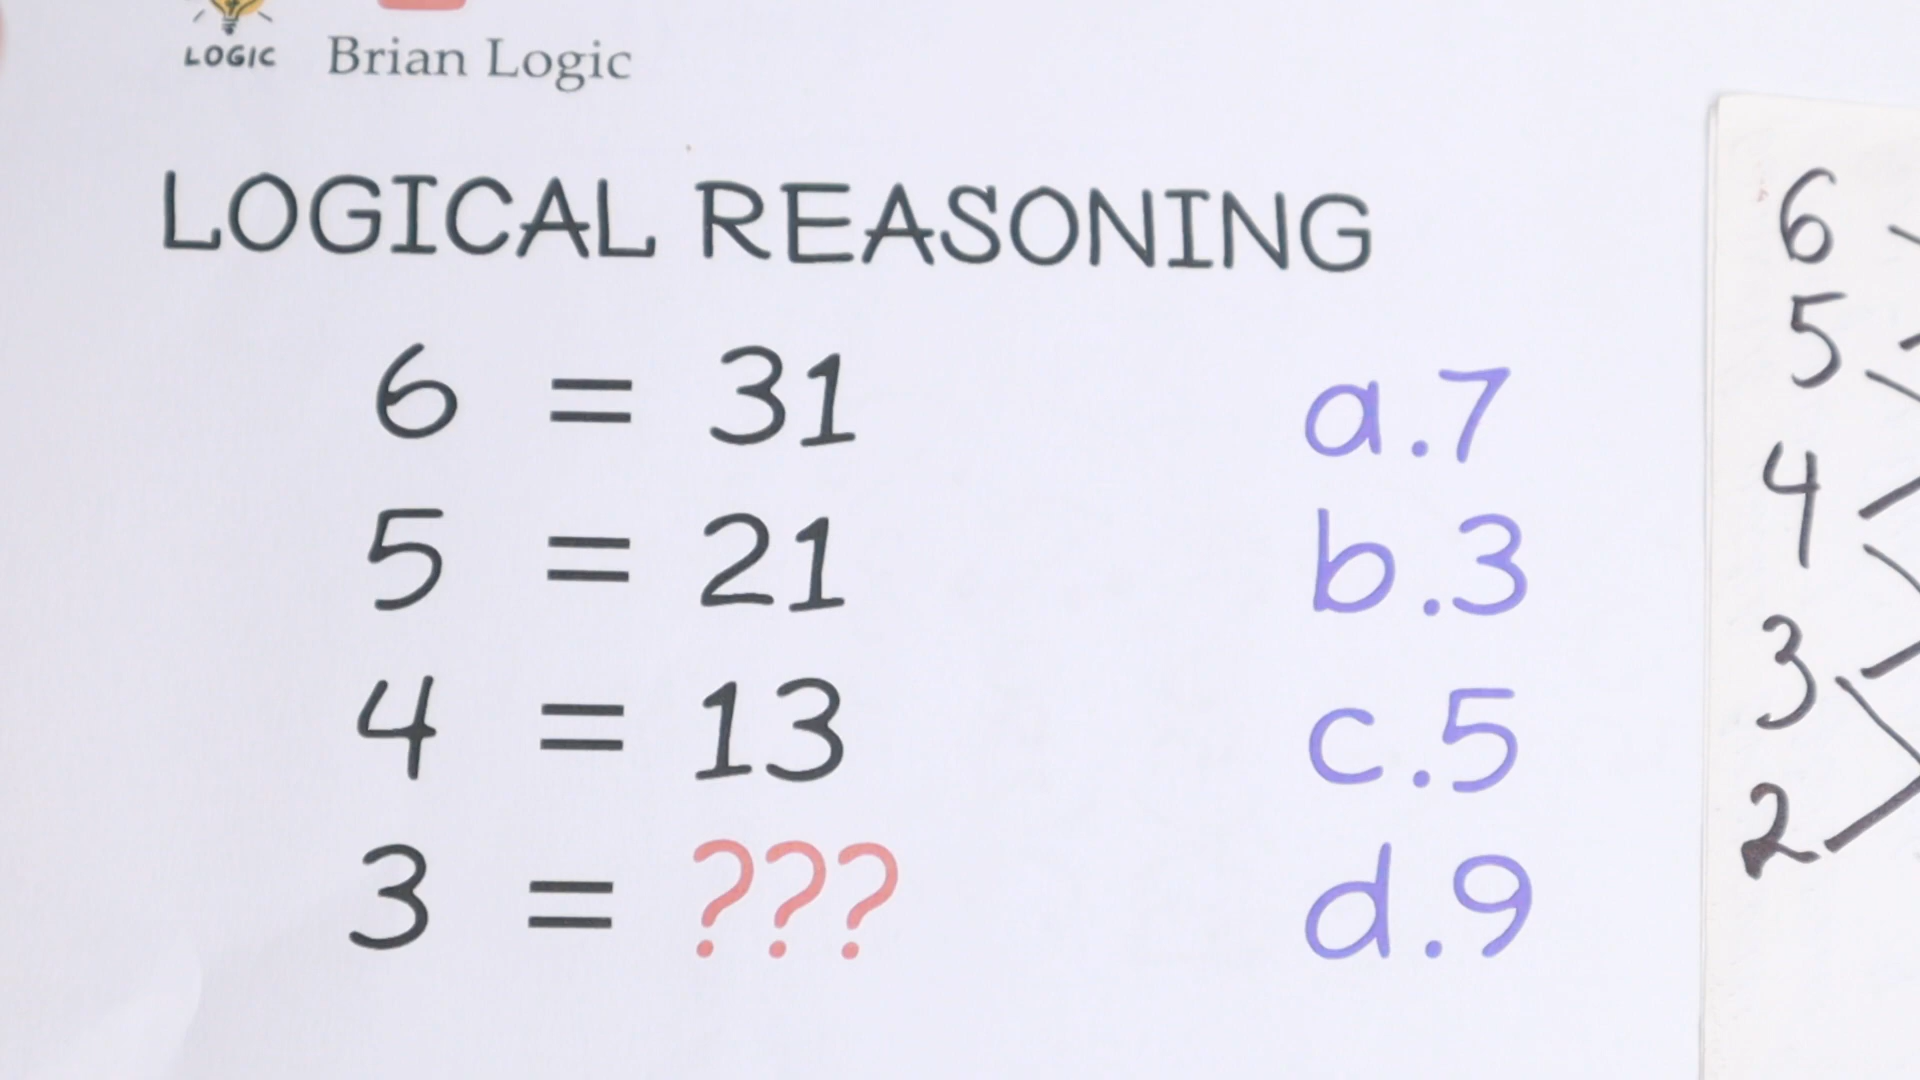 LOGIC Brian Logic
LOGICAL REASONING
6 = 31
5 = 21
4 = 13
3 = ???
a.7
b.3
c.5
d.9
6
5
4
3
2